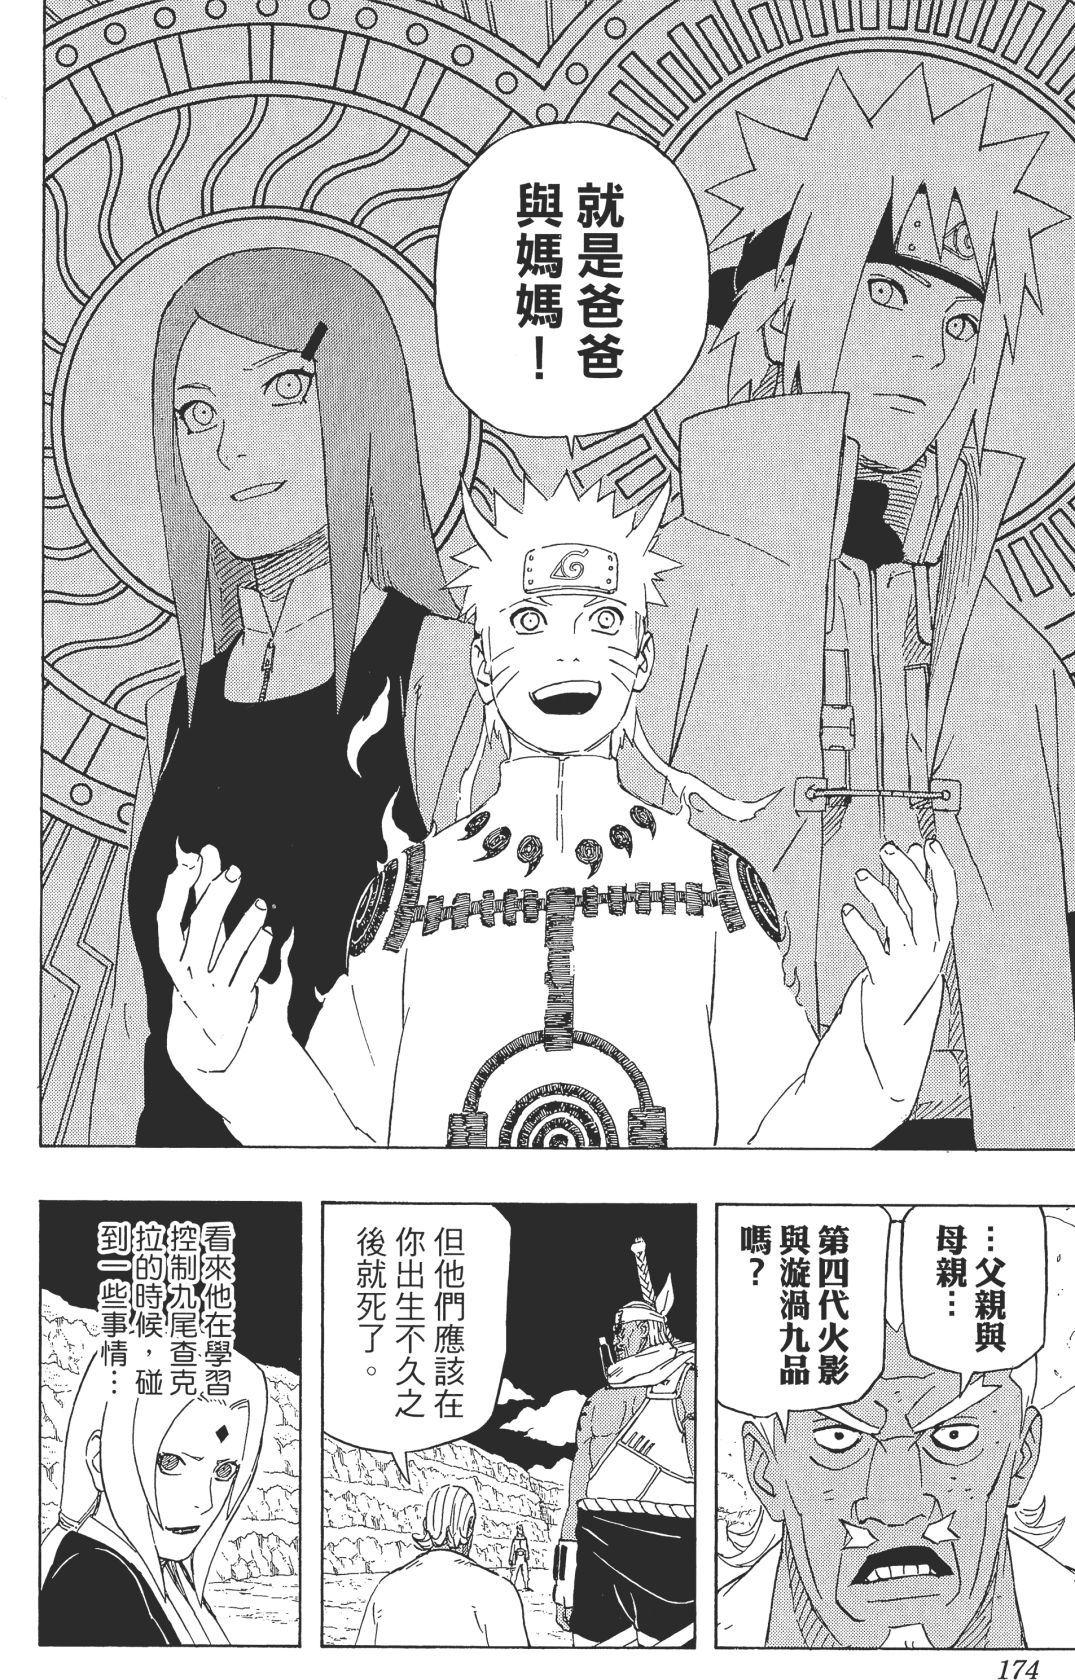 就是爸爸
與媽媽！
…父親與
母親…
第四代火影
與漩渦九品
嗎？
但他們應該在
你出生不久之
後就死了。
看來他在學習
控制九尾查克
拉的時候，碰
到一些事情…
174